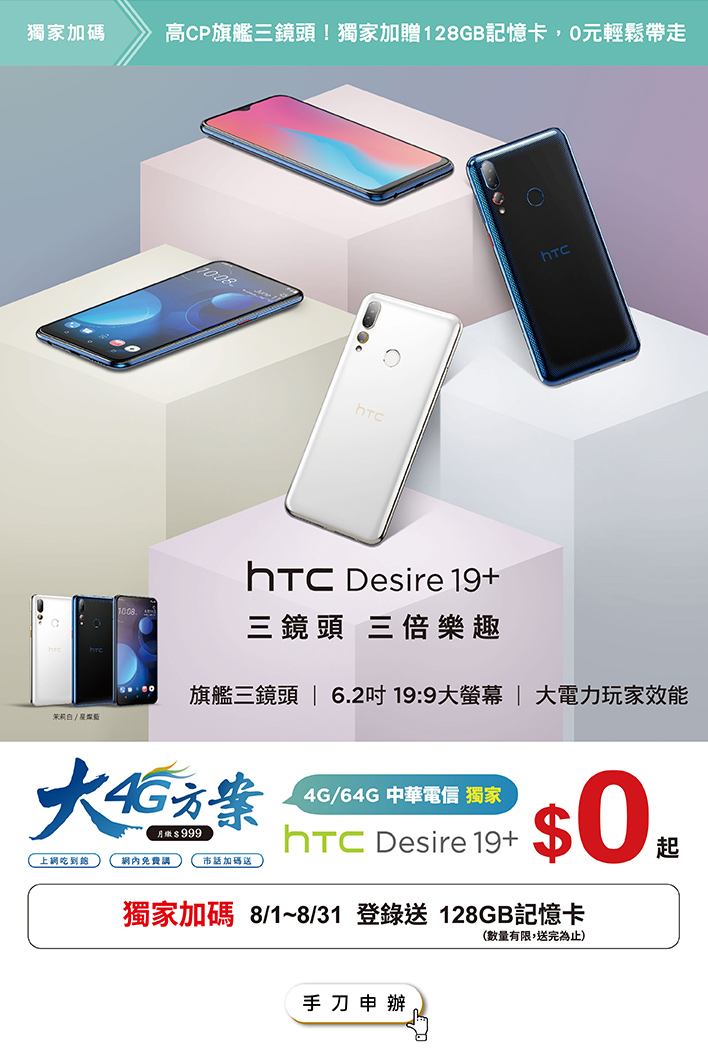 獨家加碼
高CP旗艦三鏡頭！獨家加贈128GB記憶卡，0元輕鬆帶走
hTC
10:08
hTC
hTC Desire 19+
三鏡頭 三倍樂趣
10:08
hTC
hTC
旗艦三鏡頭 | 6.2吋 19:9大螢幕 | 大電力玩家效能
茉莉白 / 星燦藍
大4G方案
月繳$999
上網吃到飽
網內免費講
市話加碼送
4G/64G 中華電信 獨家
hTC Desire 19+
$0起
獨家加碼 8/1~8/31 登錄送 128GB記憶卡
(數量有限,送完為止)
手刀申辦